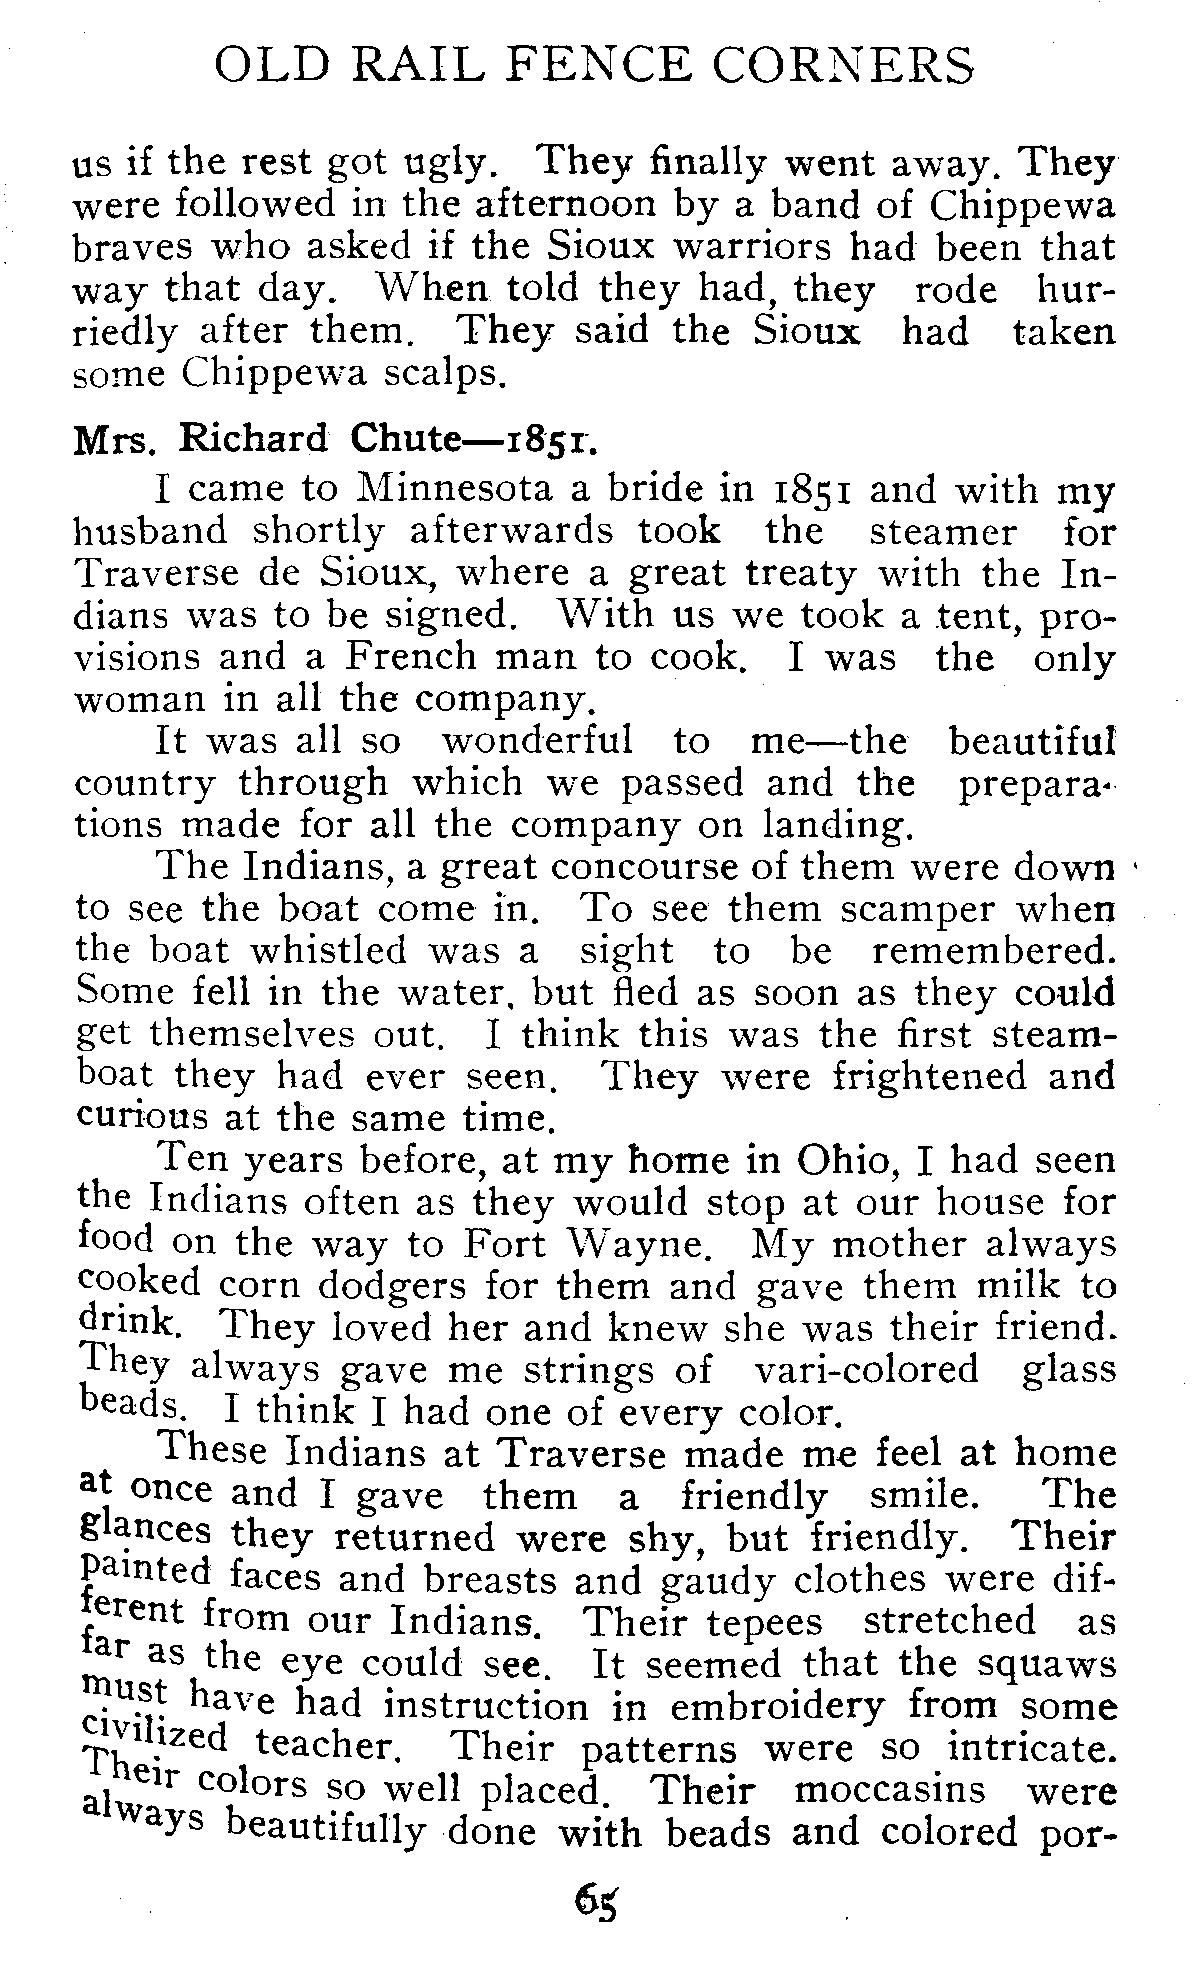 OLD RAIL FENCE CORNERS
us if the rest got ugly. They finally went away. They
were followed in the afternoon by a band of Chippewa
braves who asked if the Sioux warriors had been that
way that day. When told they had, they rode hur-
riedly after them. They said the Sioux had taken
some Chippewa scalps.
Mrs. Richard Chute—1851.
I came to Minnesota a bride in 1851 and with my
husband shortly afterwards took the steamer for
Traverse de Sioux, where a great treaty with the In-
dians was to be signed. With us we took a tent, pro-
visions and a French man to cook. I was the only
woman in all the company.
It was all so wonderful to me—the beautiful
country through which we passed and the prepara-
tions made for all the company on landing.
The Indians, a great concourse of them were down
to see the boat come in. To see them scamper when
the boat whistled was a sight to be remembered.
Some fell in the water, but fled as soon as they could
get themselves out. I think this was the first steam-
boat they had ever seen. They were frightened and
curious at the same time.
Ten years before, at my home in Ohio, I had seen
the Indians often as they would stop at our house for
food on the way to Fort Wayne. My mother always
cooked corn dodgers for them and gave them milk to
drink. They loved her and knew she was their friend.
They always gave me strings of vari-colored glass
beads. I think I had one of every color.
These Indians at Traverse made me feel at home
at once and I gave them a friendly smile. The
glances they returned were shy, but friendly. Their
painted faces and breasts and gaudy clothes were dif-
ferent from our Indians. Their tepees stretched as
far as the eye could see. It seemed that the squaws
must have had instruction in embroidery from some
civilized teacher. Their patterns were so intricate.
Their colors so well placed. Their moccasins were
always beautifully done with beads and colored por-
65